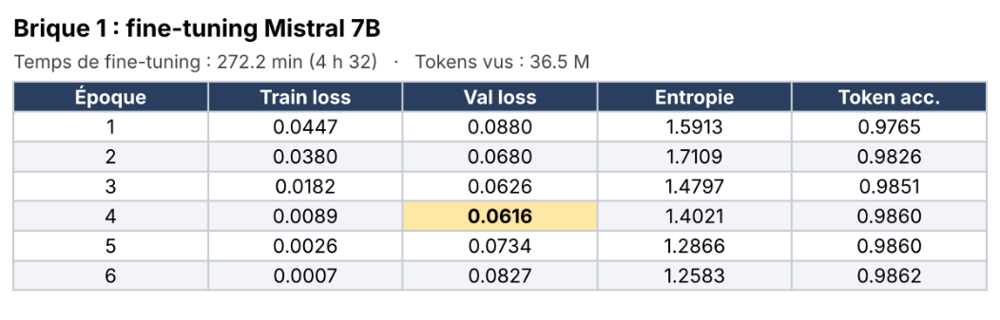 Brique 1 : fine-tuning Mistral 7B
Temps de fine-tuning : 272.2 min (4 h 32) · Tokens vus : 36.5 M
Époque Train loss Val loss Entropie Token acc.
1 0.0447 0.0880 1.5913 0.9765
2 0.0380 0.0680 1.7109 0.9826
3 0.0182 0.0626 1.4797 0.9851
4 0.0089 0.0616 1.4021 0.9860
5 0.0026 0.0734 1.2866 0.9860
6 0.0007 0.0827 1.2583 0.9862